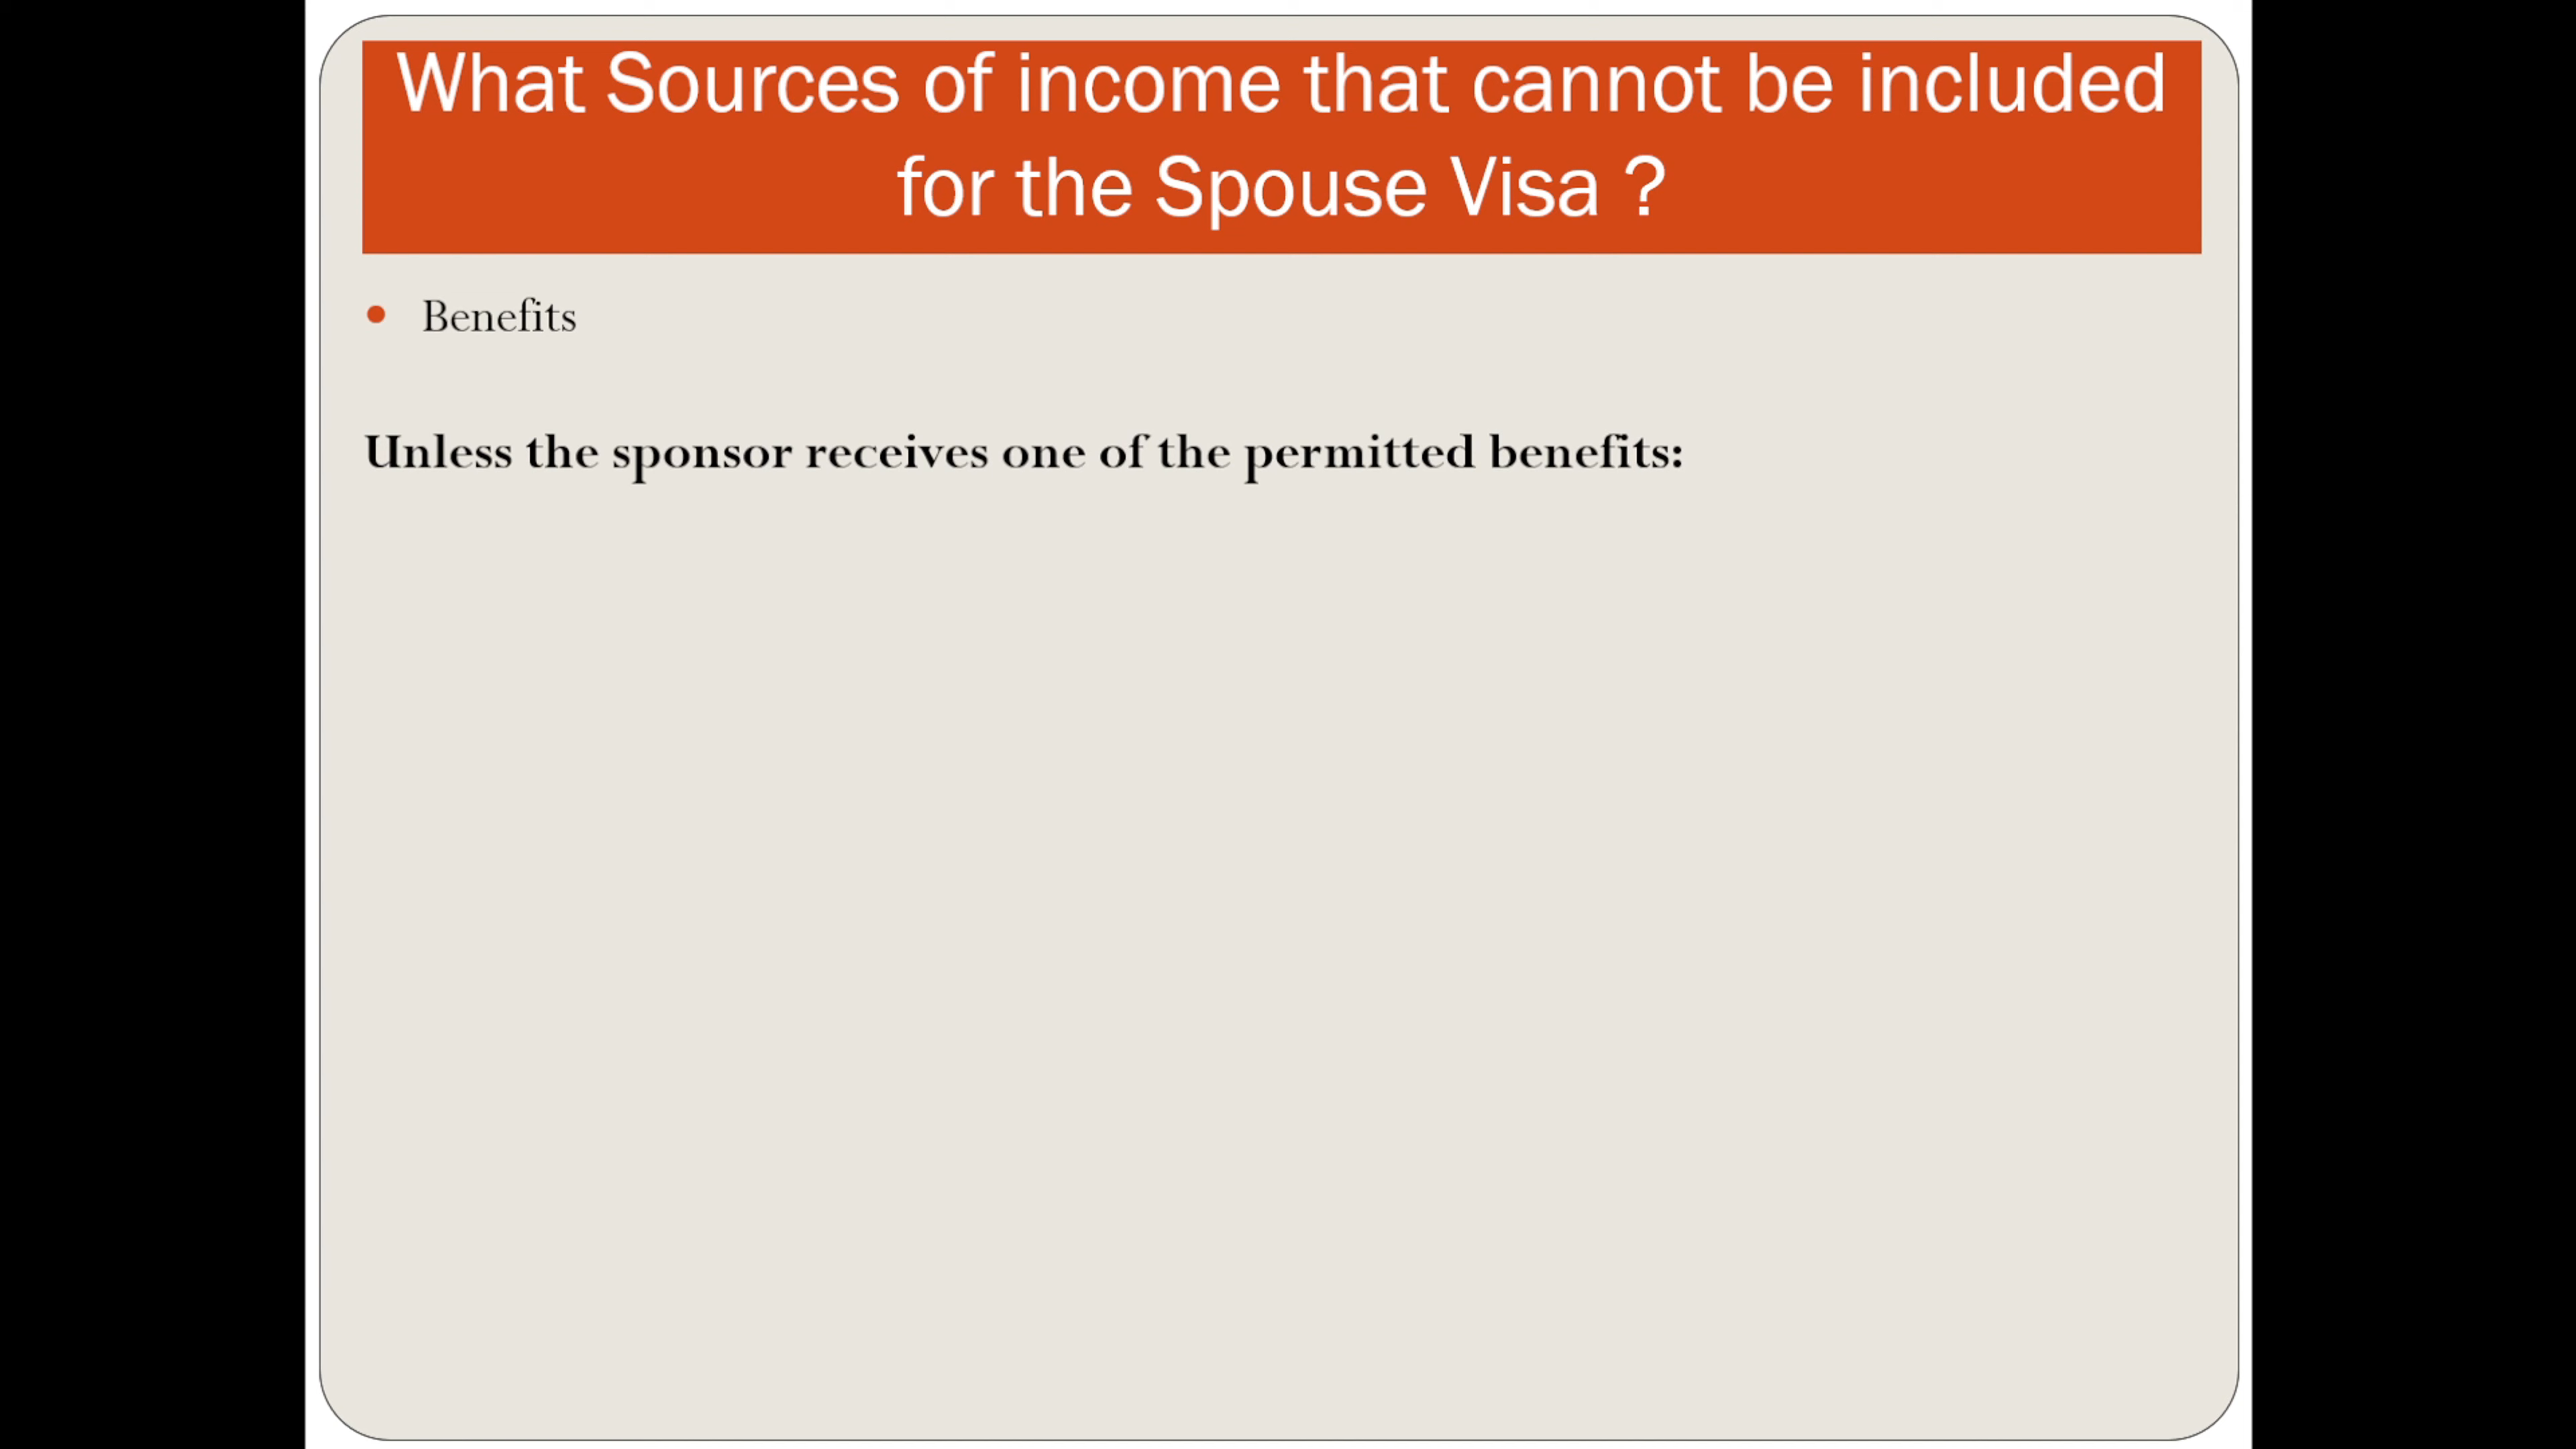 What Sources of income that cannot be included
for the Spouse Visa ?
• Benefits
Unless the sponsor receives one of the permitted benefits: